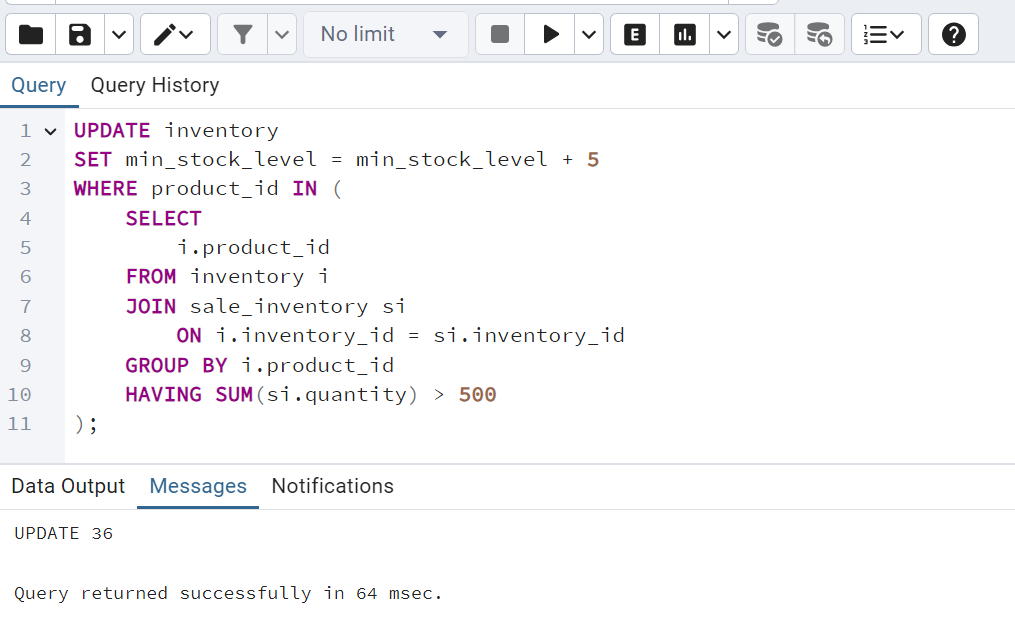 No limit
E
Query Query History
1 UPDATE inventory
2 SET min_stock_level = min_stock_level + 5
3 WHERE product_id IN (
4 SELECT
5 i.product_id
6 FROM inventory i
7 JOIN sale_inventory si
8 ON i.inventory_id = si.inventory_id
9 GROUP BY i.product_id
10 HAVING SUM(si.quantity) > 500
11 );
Data Output Messages Notifications
UPDATE 36
Query returned successfully in 64 msec.